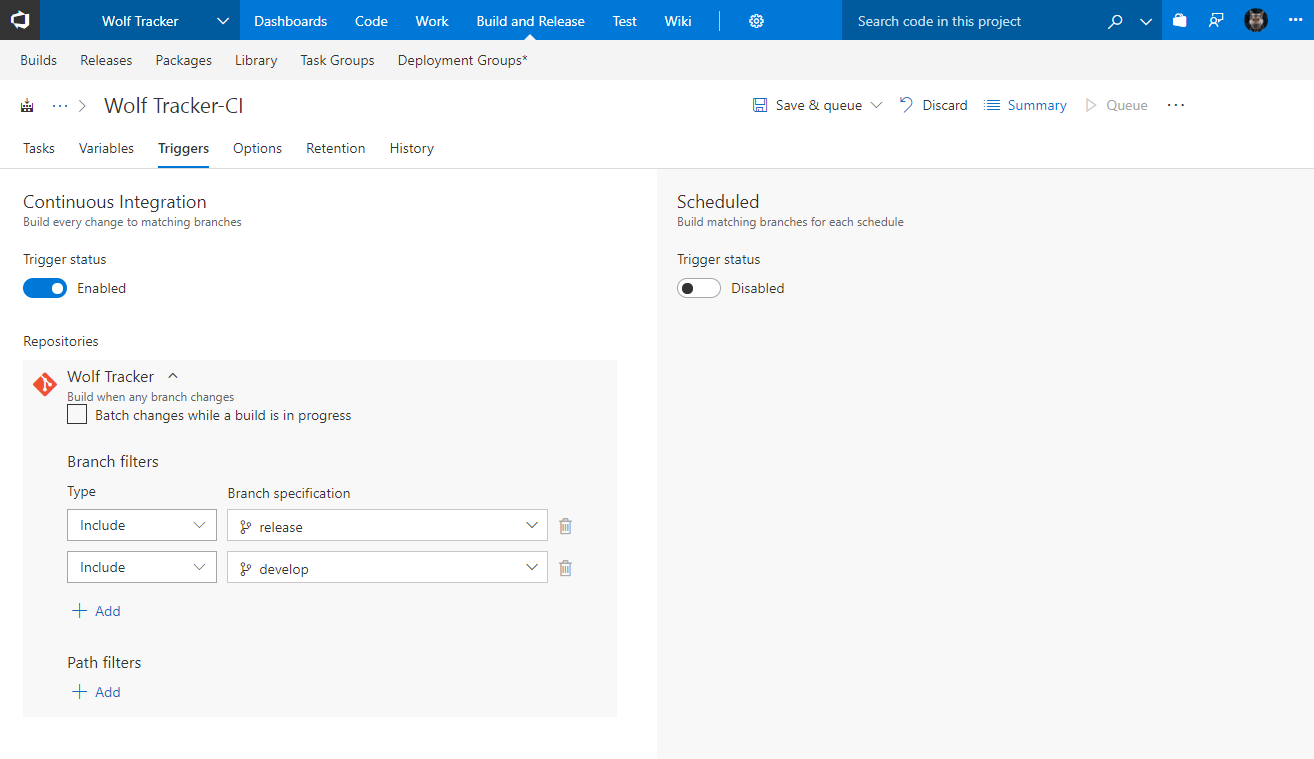 Wolf Tracker Dashboards Code Work Build and Release Test Wiki Search code in this project
Builds Releases Packages Library Task Groups Deployment Groups*
... > Wolf Tracker-CI Save & queue Discard Summary Queue ...
Tasks Variables Triggers Options Retention History
Continuous Integration
Build every change to matching branches
Trigger status
Enabled
Repositories
Wolf Tracker
Build when any branch changes
Batch changes while a build is in progress
Branch filters
Type Branch specification
Include release
Include develop
+ Add
Path filters
+ Add
Scheduled
Build matching branches for each schedule
Trigger status
Disabled